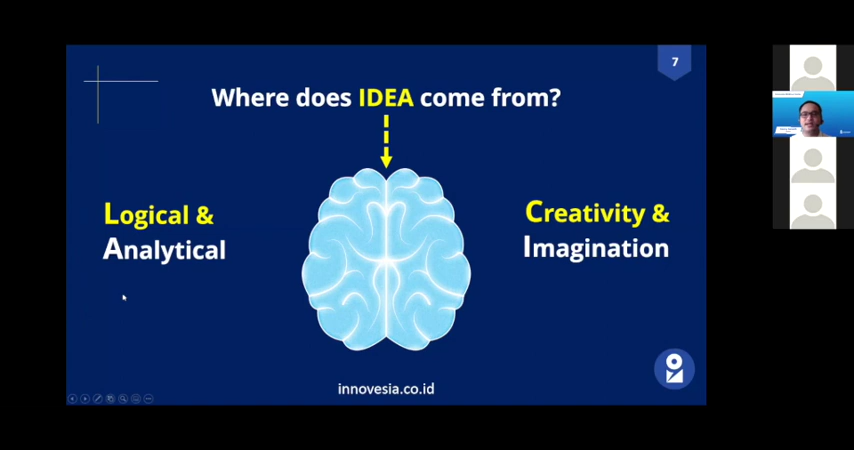 7
Where does IDEA come from?
Logical &
Analytical
Creativity &
Imagination
innovesia.co.id